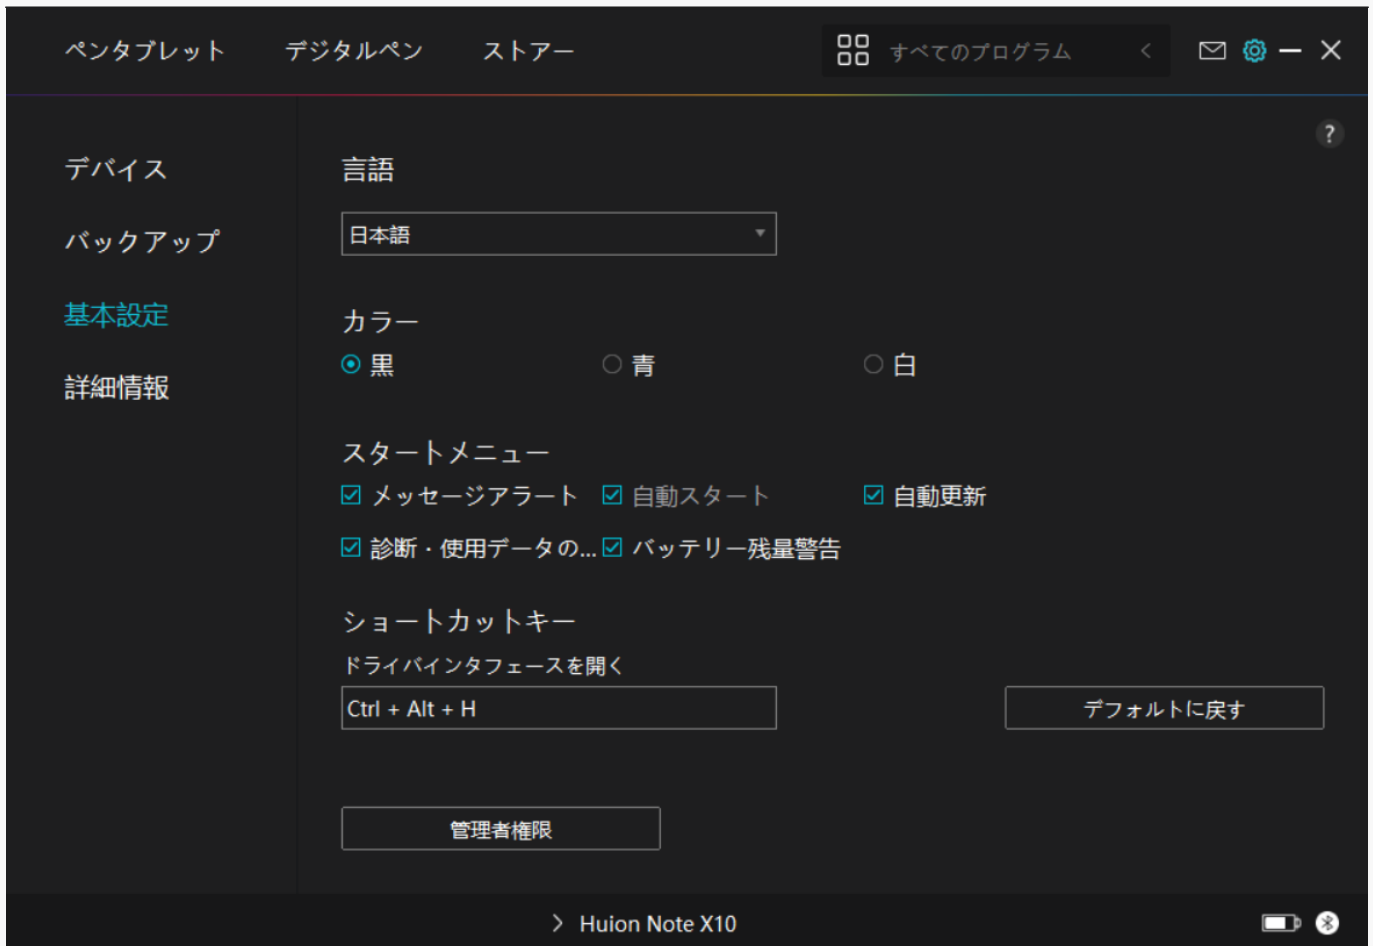 ペンタブレット デジタルペン ストアー すべてのプログラム
?
デバイス
バックアップ
基本設定
詳細情報
言語
日本語
カラー
黒 青 白
スタートメニュー
メッセージアラート 自動スタート 自動更新
診断・使用データの... バッテリー残量警告
ショートカットキー
ドライバインタフェースを開く
Ctrl + Alt + H デフォルトに戻す
管理者権限
Huion Note X10